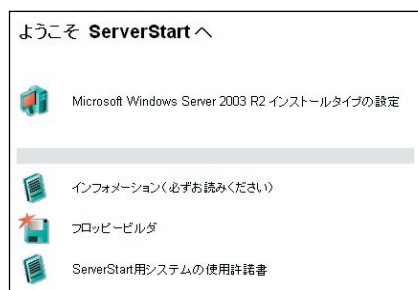 ようこそ ServerStart へ
Microsoft Windows Server 2003 R2 インストールタイプの設定
インフォメーション(必ずお読みください)
フロッピービルダ
ServerStart用システムの使用許諾書